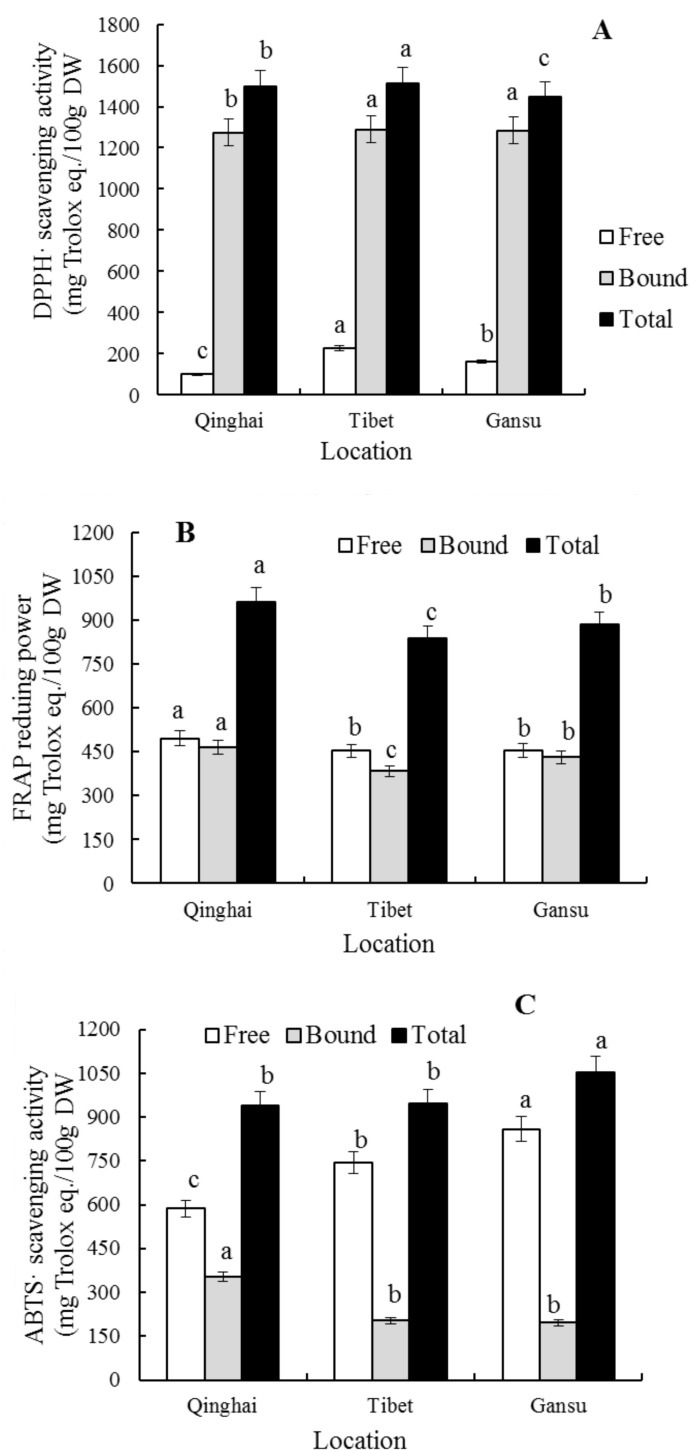 A
DPPH· scavenging activity
(mg Trolox eq./100g DW
1800
1600
1400
1200
1000
800
600
400
200
0
b
b
c
a
a
a
c
a
b
Free
Bound
Total
Qinghai Tibet Gansu
Location
B
Free Bound Total
FRAP reduing power
(mg Trolox eq./100g DW
1200
1050
900
750
600
450
300
150
0
a
a
a
b
c
c
b
b
b
Qinghai Tibet Gansu
Location
C
Free Bound Total
ABTS· scavenging activity
(mg Trolox eq./100g DW
1200
1050
900
750
600
450
300
150
0
c
a
b
b
b
b
a
b
a
Qinghai Tibet Gansu
Location